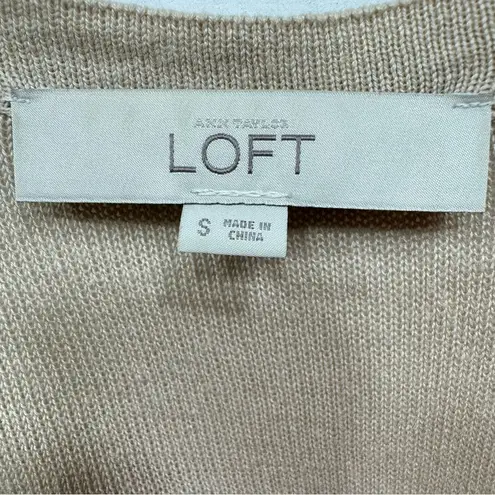 ANN TAYLOR
LOFT
S
MADE IN
CHINA